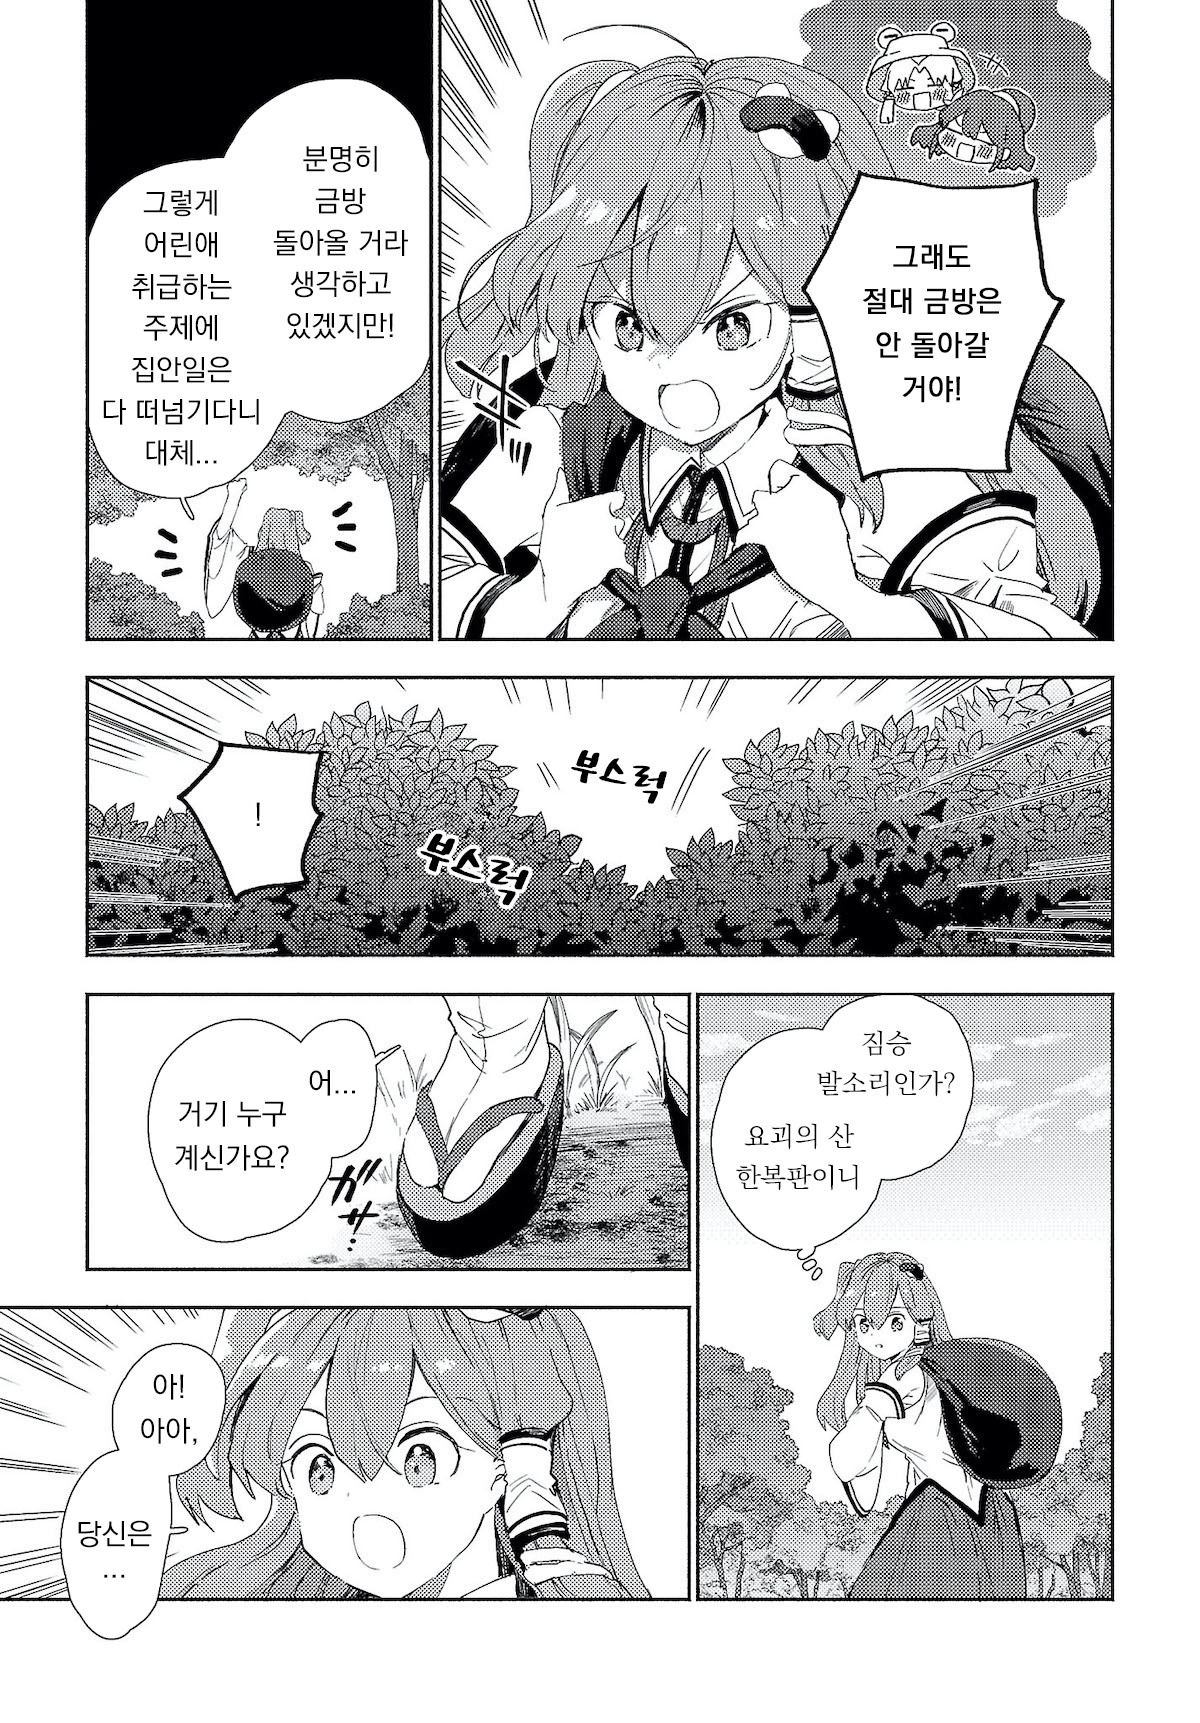 그래도
절대 금방은
안 돌아갈
거야!
분명히
금방
돌아올 거라
생각하고
있겠지만!
그렇게
어린애
취급하는
주제에
집안일은
다 떠넘기다니
대체...
부스럭
부스럭
!
짐승
발소리인가?
요괴의 산
한복판이니
어...
거기 누구
계신가요?
ガサ…
아!
아아,
당신은
...